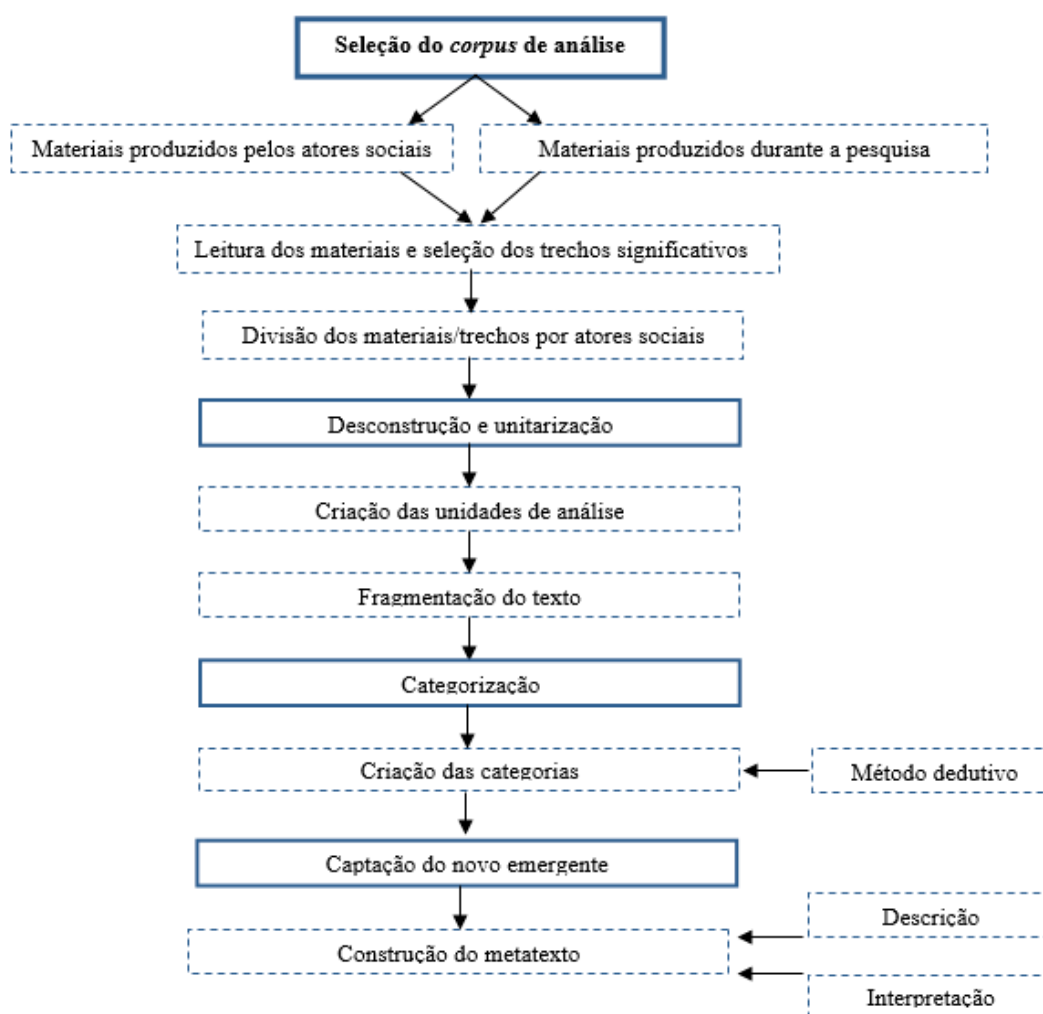 Seleção do corpus de análise
Materiais produzidos pelos atores sociais
Materiais produzidos durante a pesquisa
Leitura dos materiais e seleção dos trechos significativos
Divisão dos materiais/trechos por atores sociais
Desconstrução e unitarização
Criação das unidades de análise
Fragmentação do texto
Categorização
Criação das categorias
Método dedutivo
Captação do novo emergente
Descrição
Construção do metatexto
Interpretação